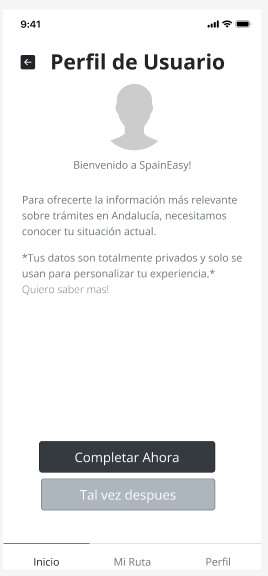 9:41
Perfil de Usuario
Bienvenido a SpainEasy!
Para ofrecerte la información más relevante
sobre trámites en Andalucía, necesitamos
conocer tu situación actual.
*Tus datos son totalmente privados y solo se
usan para personalizar tu experiencia.*
Quiero saber mas!
Completar Ahora
Tal vez despues
Inicio
Mi Ruta
Perfil